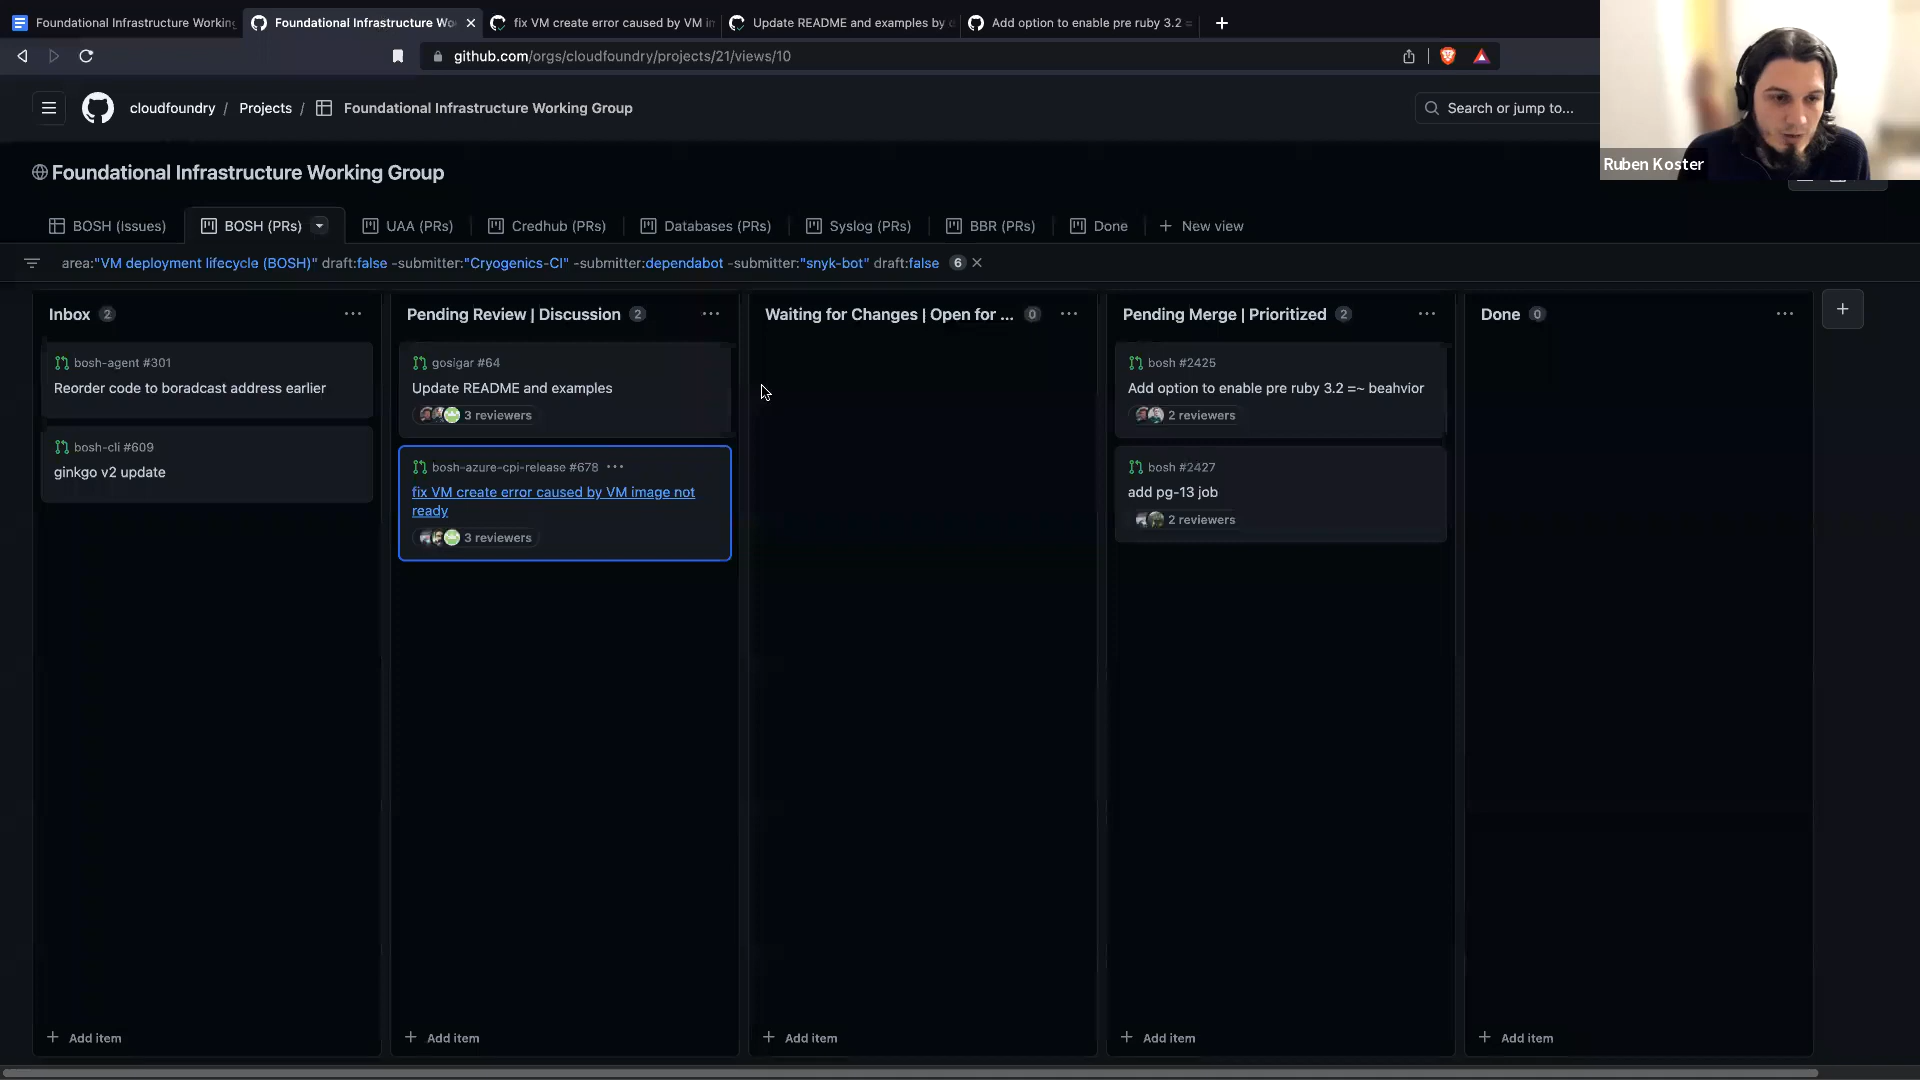 Foundational Infrastructure Working
Foundational Infrastructure Wo
fix VM create error caused by VM i
Update README and examples by
Add option to enable pre ruby 3.2 =
github.com/orgs/cloudfoundry/projects/21/views/10
cloudfoundry / Projects / Foundational Infrastructure Working Group
Search or jump to...
Ruben Koster
Foundational Infrastructure Working Group
BOSH (Issues)
BOSH (PRs)
UAA (PRs)
Credhub (PRs)
Databases (PRs)
Syslog (PRs)
BBR (PRs)
Done
New view
area:"VM deployment lifecycle (BOSH)" draft:false -submitter:"Cryogenics-CI" -submitter:dependabot -submitter:"snyk-bot" draft:false 6
Inbox 2
bosh-agent #301
Reorder code to boradcast address earlier
bosh-cli #609
ginkgo v2 update
Add item
Pending Review | Discussion 2
gosigar #64
Update README and examples
3 reviewers
bosh-azure-cpi-release #678
fix VM create error caused by VM image not
ready
3 reviewers
Add item
Waiting for Changes | Open for ... 0
Add item
Pending Merge | Prioritized 2
bosh #2425
Add option to enable pre ruby 3.2 =~ beahvior
2 reviewers
bosh #2427
add pg-13 job
2 reviewers
Add item
Done 0
Add item